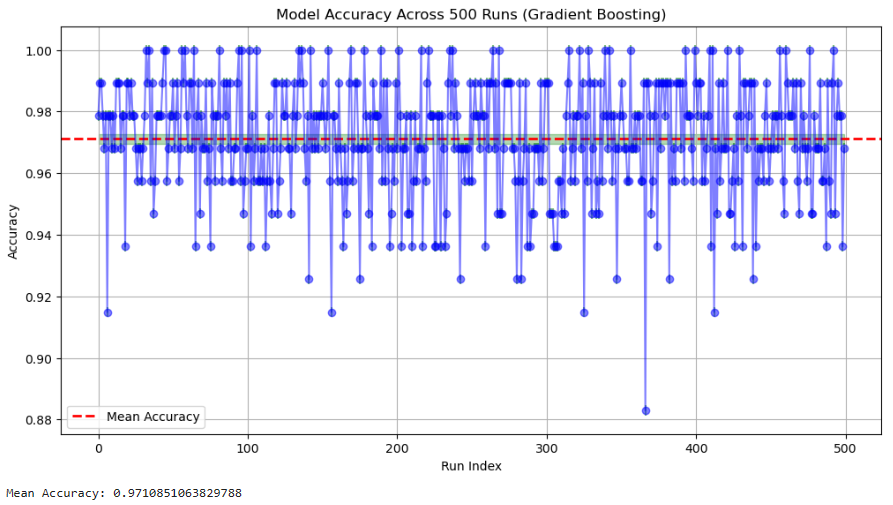 Model Accuracy Across 500 Runs (Gradient Boosting)
Accuracy
1.00
0.98
0.96
0.94
0.92
0.90
0.88
Mean Accuracy
0
100
200
300
400
500
Run Index
Mean Accuracy: 0.9710851063829788